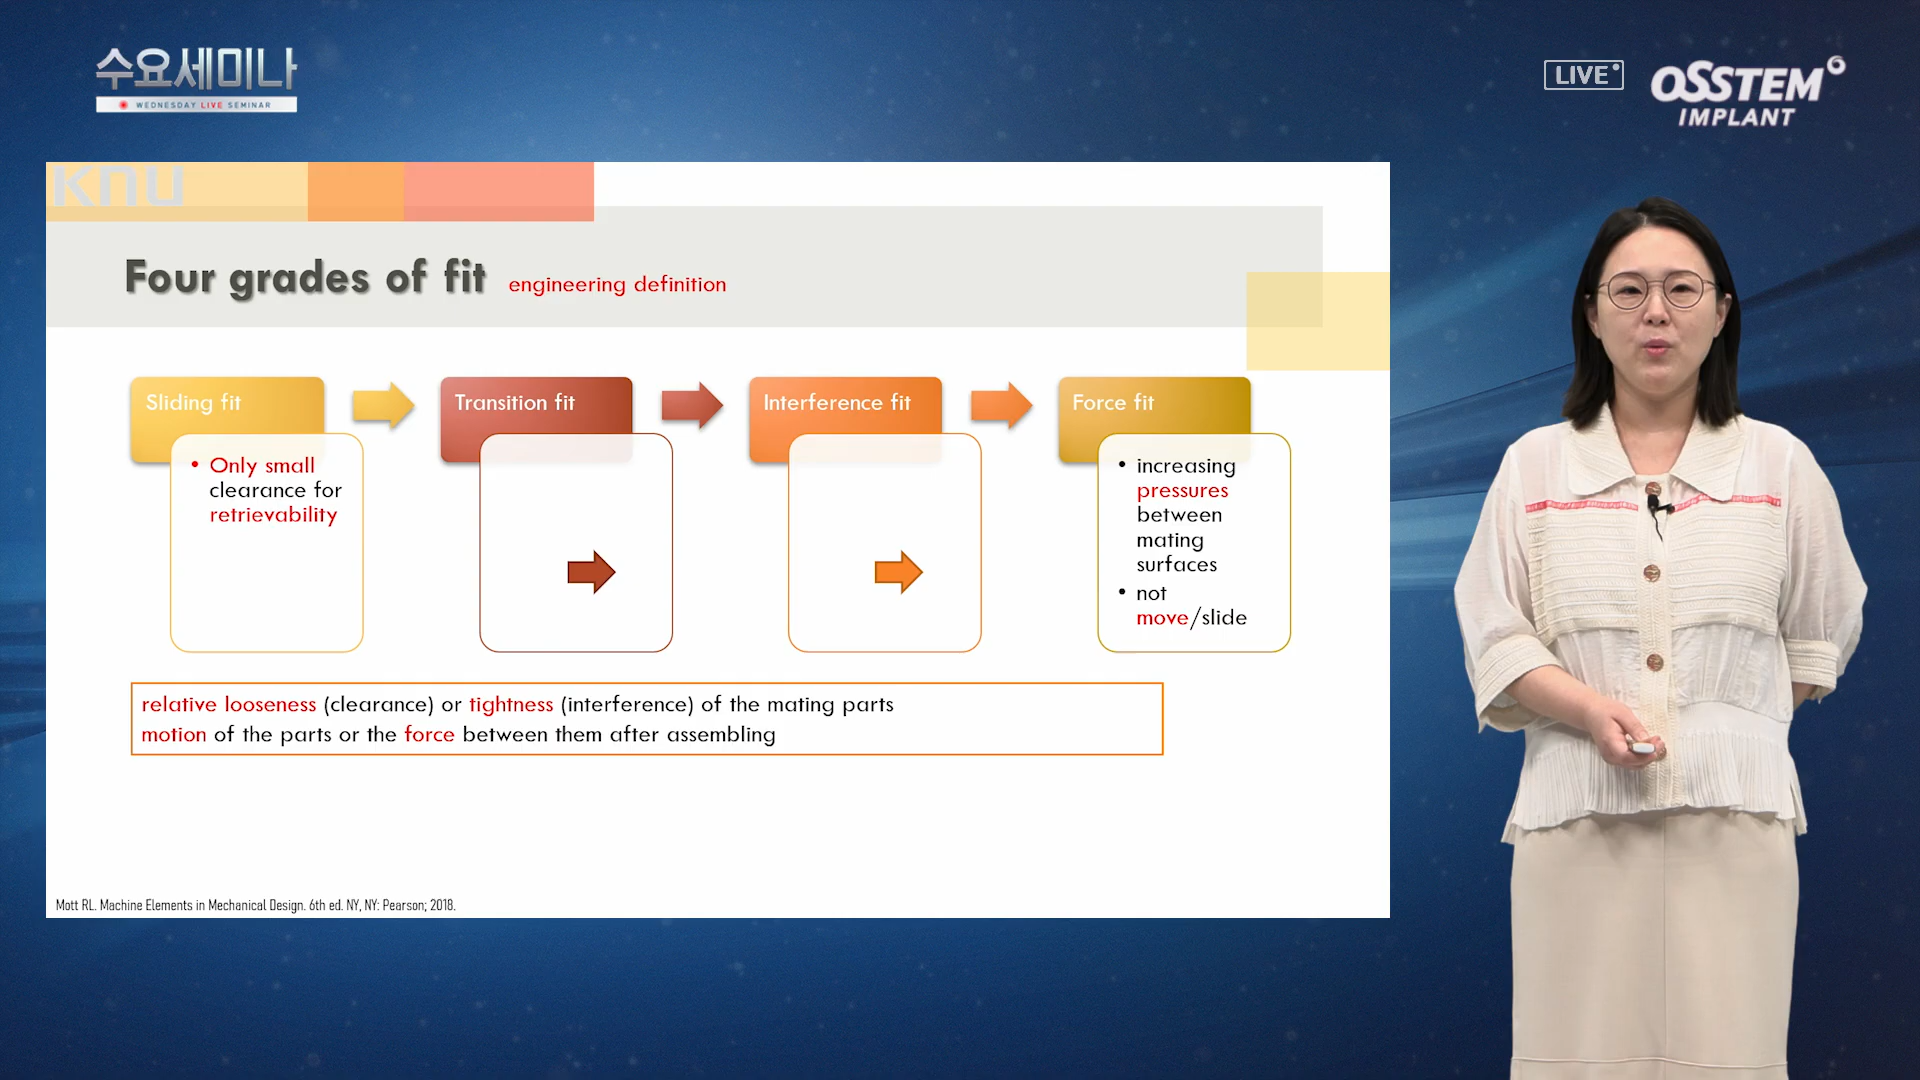 수요세미나
WEDNESDAY LIVE SEMINAR
LIVE
OSSTEM
IMPLANT
KNU
Four grades of fit engineering definition
Sliding fit
• Only small
clearance for
retrievability
Transition fit
Interference fit
Force fit
• increasing
pressures
between
mating
surfaces
• not
move/slide
relative looseness (clearance) or tightness (interference) of the mating parts
motion of the parts or the force between them after assembling
Mott RL. Machine Elements in Mechanical Design. 6th ed. NY, NY: Pearson; 2018.